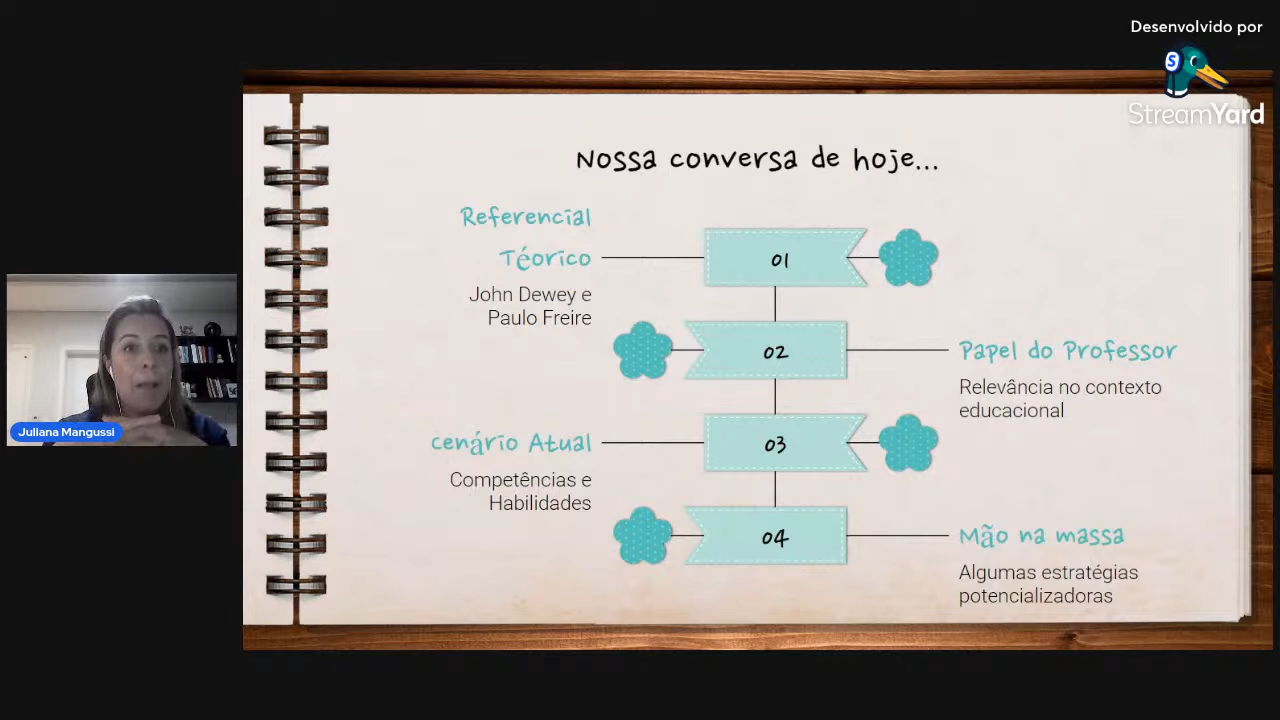 Desenvolvido por
StreamYard
Nossa conversa de hoje...
Referencial
Téorico
John Dewey e
Paulo Freire
01
02
Papel do Professor
Relevância no contexto
educacional
Cenário Atual
Competências e
Habilidades
03
04
Mão na massa
Algumas estratégias
potencializadoras
Juliana Mangussi